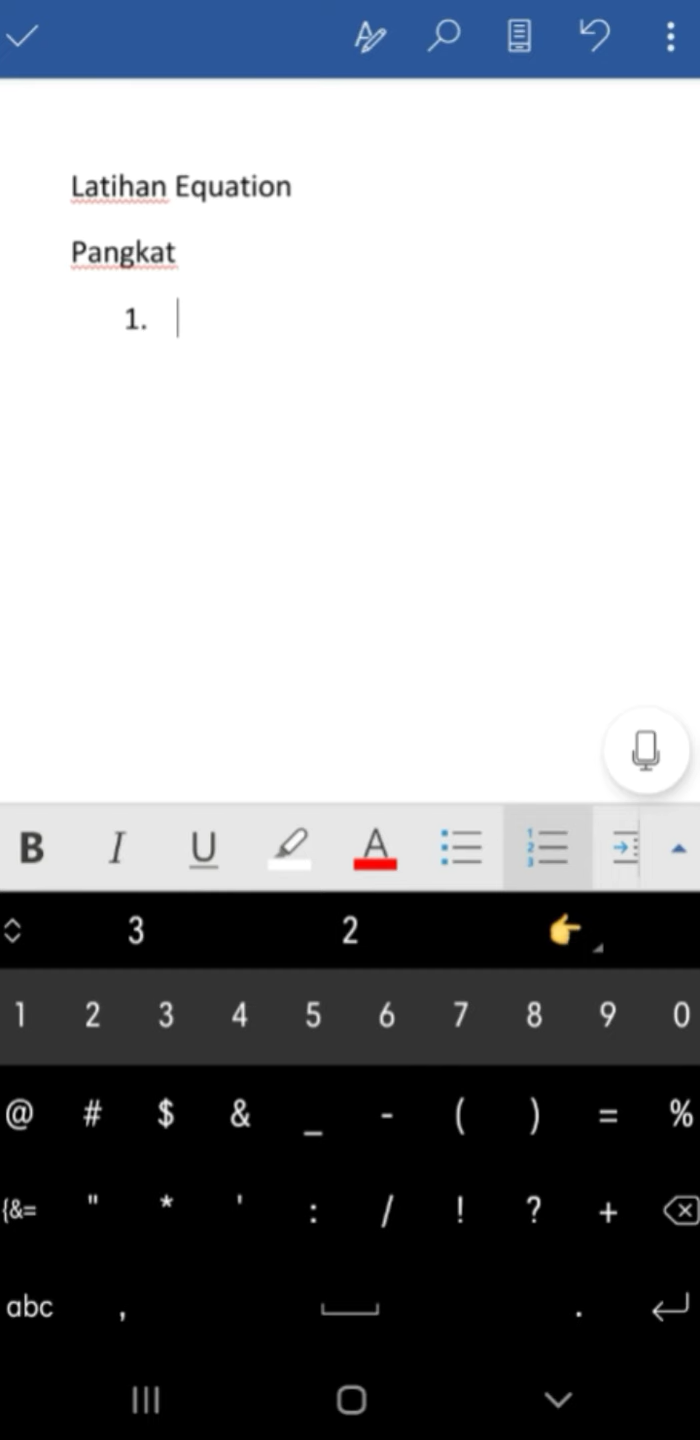 Latihan Equation
Pangkat
1.
B I U A
3 2
1 2 3 4 5 6 7 8 9 0
@ # $ & _ - ( ) = %
{&= " * ' : / ! ? +
abc , .